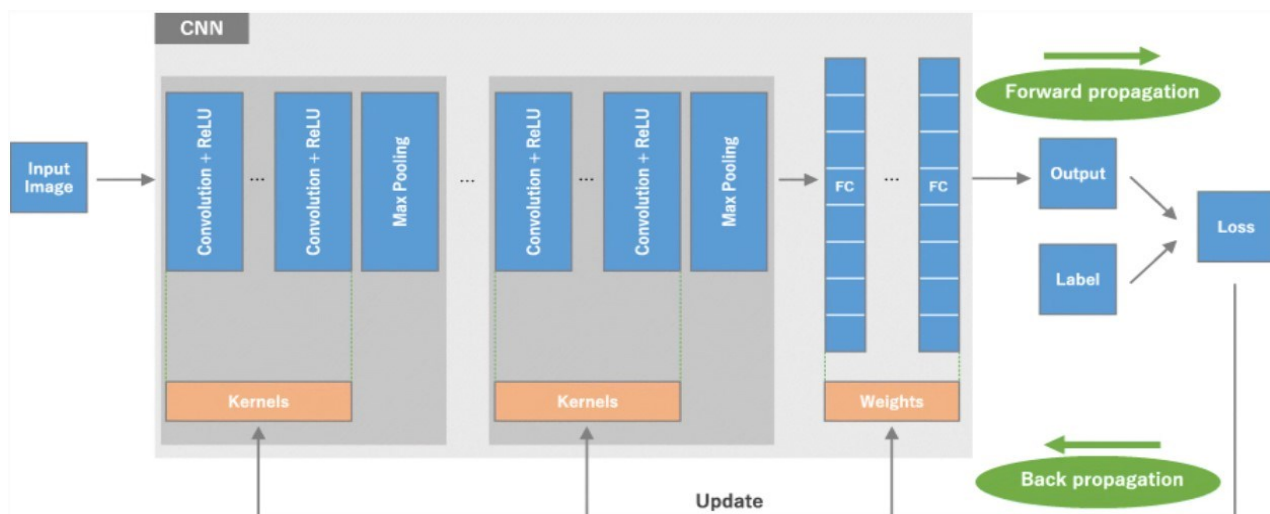 CNN
Forward propagation
Input
Image
Convolution + ReLU
...
Convolution + ReLU
Max Pooling
...
Convolution + ReLU
...
Convolution + ReLU
Max Pooling
FC
...
FC
Output
Label
Loss
Kernels
Kernels
Weights
Back propagation
Update